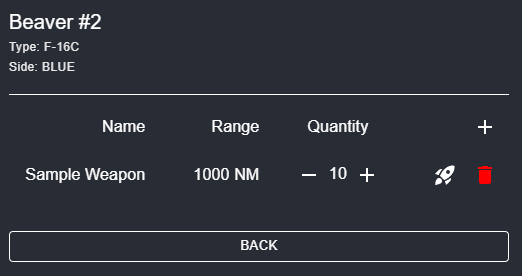 Beaver #2
Type: F-16C
Side: BLUE
Name Range Quantity +
Sample Weapon 1000 NM − 10 +
BACK